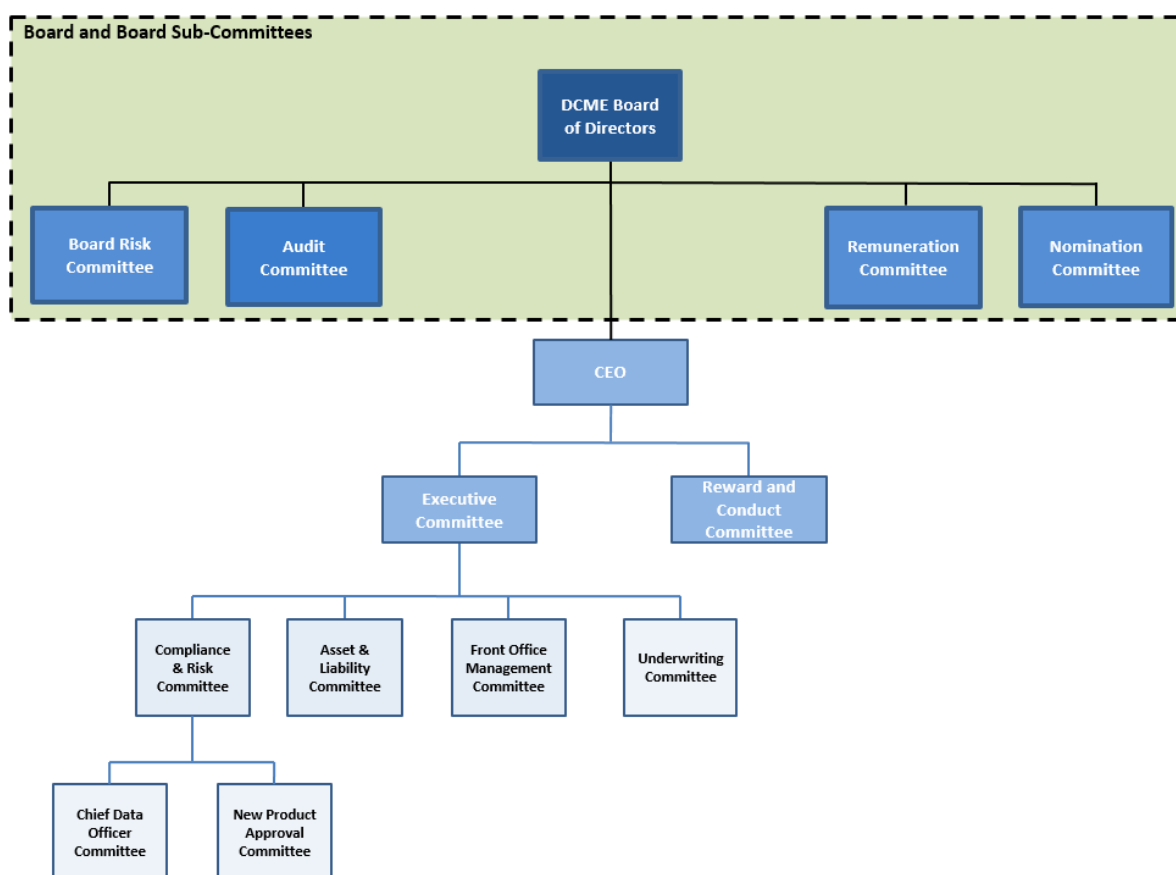 Board and Board Sub-Committees
DCME Board
of Directors
Board Risk
Committee
Audit
Committee
Remuneration
Committee
Nomination
Committee
CEO
Executive
Committee
Reward and
Conduct
Committee
Compliance
& Risk
Committee
Asset &
Liability
Committee
Front Office
Management
Committee
Underwriting
Committee
Chief Data
Officer
Committee
New Product
Approval
Committee